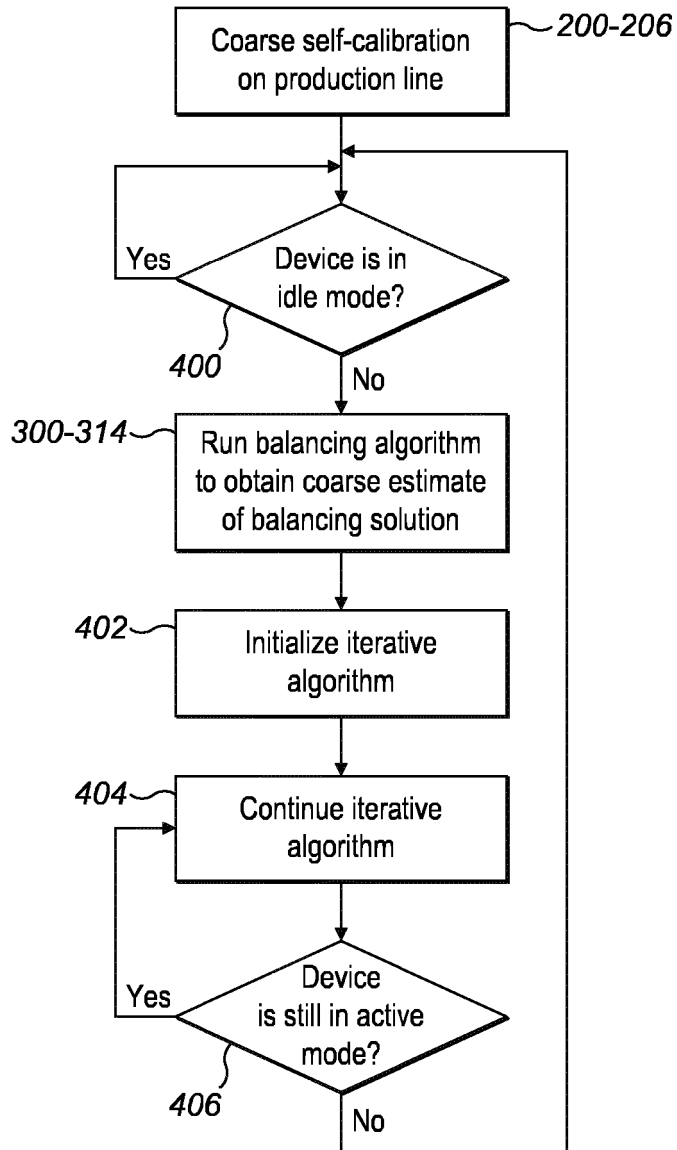 Coarse self-calibration
on production line
200-206
Yes
Device is in
idle mode?
400
No
300-314
Run balancing algorithm
to obtain coarse estimate
of balancing solution
402
Initialize iterative
algorithm
404
Continue iterative
algorithm
Yes
Device
is still in active
mode?
406
No